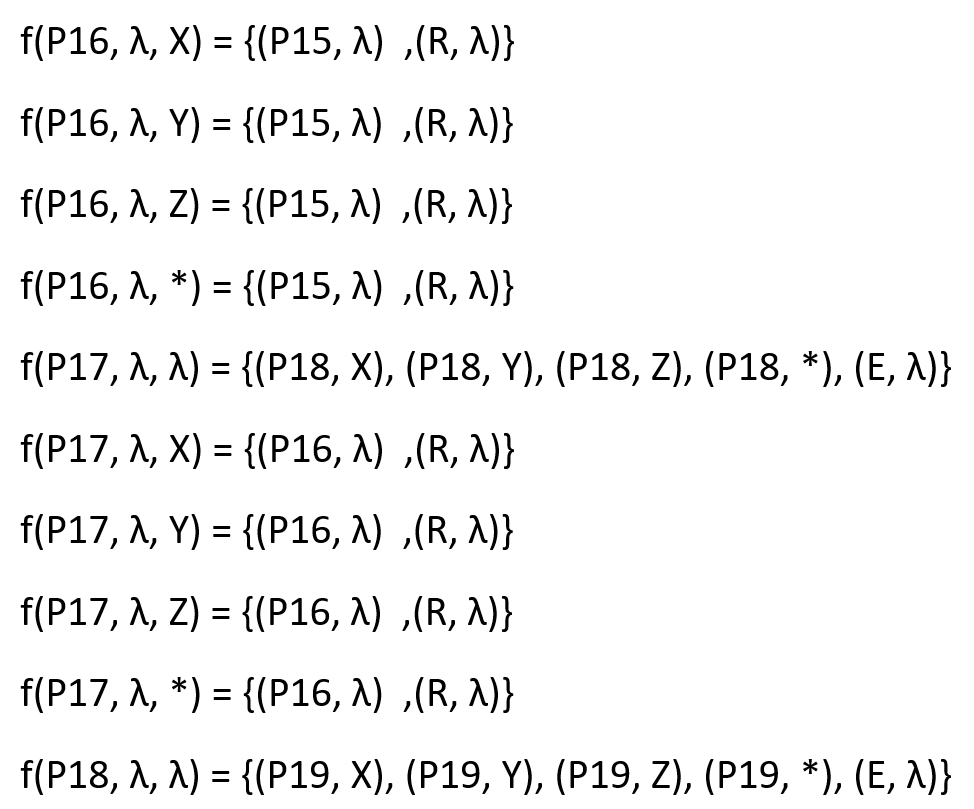 f(P16, λ, X) = {(P15, λ)  ,(R, λ)}
f(P16, λ, Y) = {(P15, λ)  ,(R, λ)}
f(P16, λ, Z) = {(P15, λ)  ,(R, λ)}
f(P16, λ, *) = {(P15, λ)  ,(R, λ)}
f(P17, λ, λ) = {(P18, X), (P18, Y), (P18, Z), (P18, *), (E, λ)}
f(P17, λ, X) = {(P16, λ)  ,(R, λ)}
f(P17, λ, Y) = {(P16, λ)  ,(R, λ)}
f(P17, λ, Z) = {(P16, λ)  ,(R, λ)}
f(P17, λ, *) = {(P16, λ)  ,(R, λ)}
f(P18, λ, λ) = {(P19, X), (P19, Y), (P19, Z), (P19, *), (E, λ)}